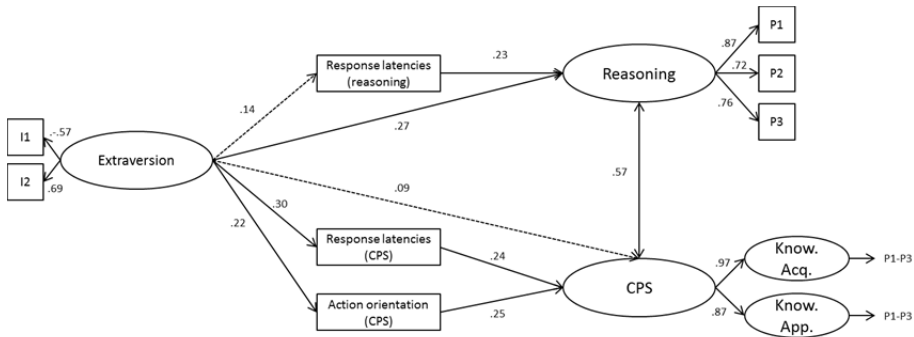 P1
.87
Response latencies
(reasoning)
.23
Reasoning
.72
P2
.14
.76
P3
.27
I1
.-.57
Extraversion
I2
.69
.09
.57
.30
.22
Response latencies
(CPS)
.24
Know.
Acq.
P1-P3
.97
CPS
Action orientation
(CPS)
.25
.87
Know.
App.
P1-P3